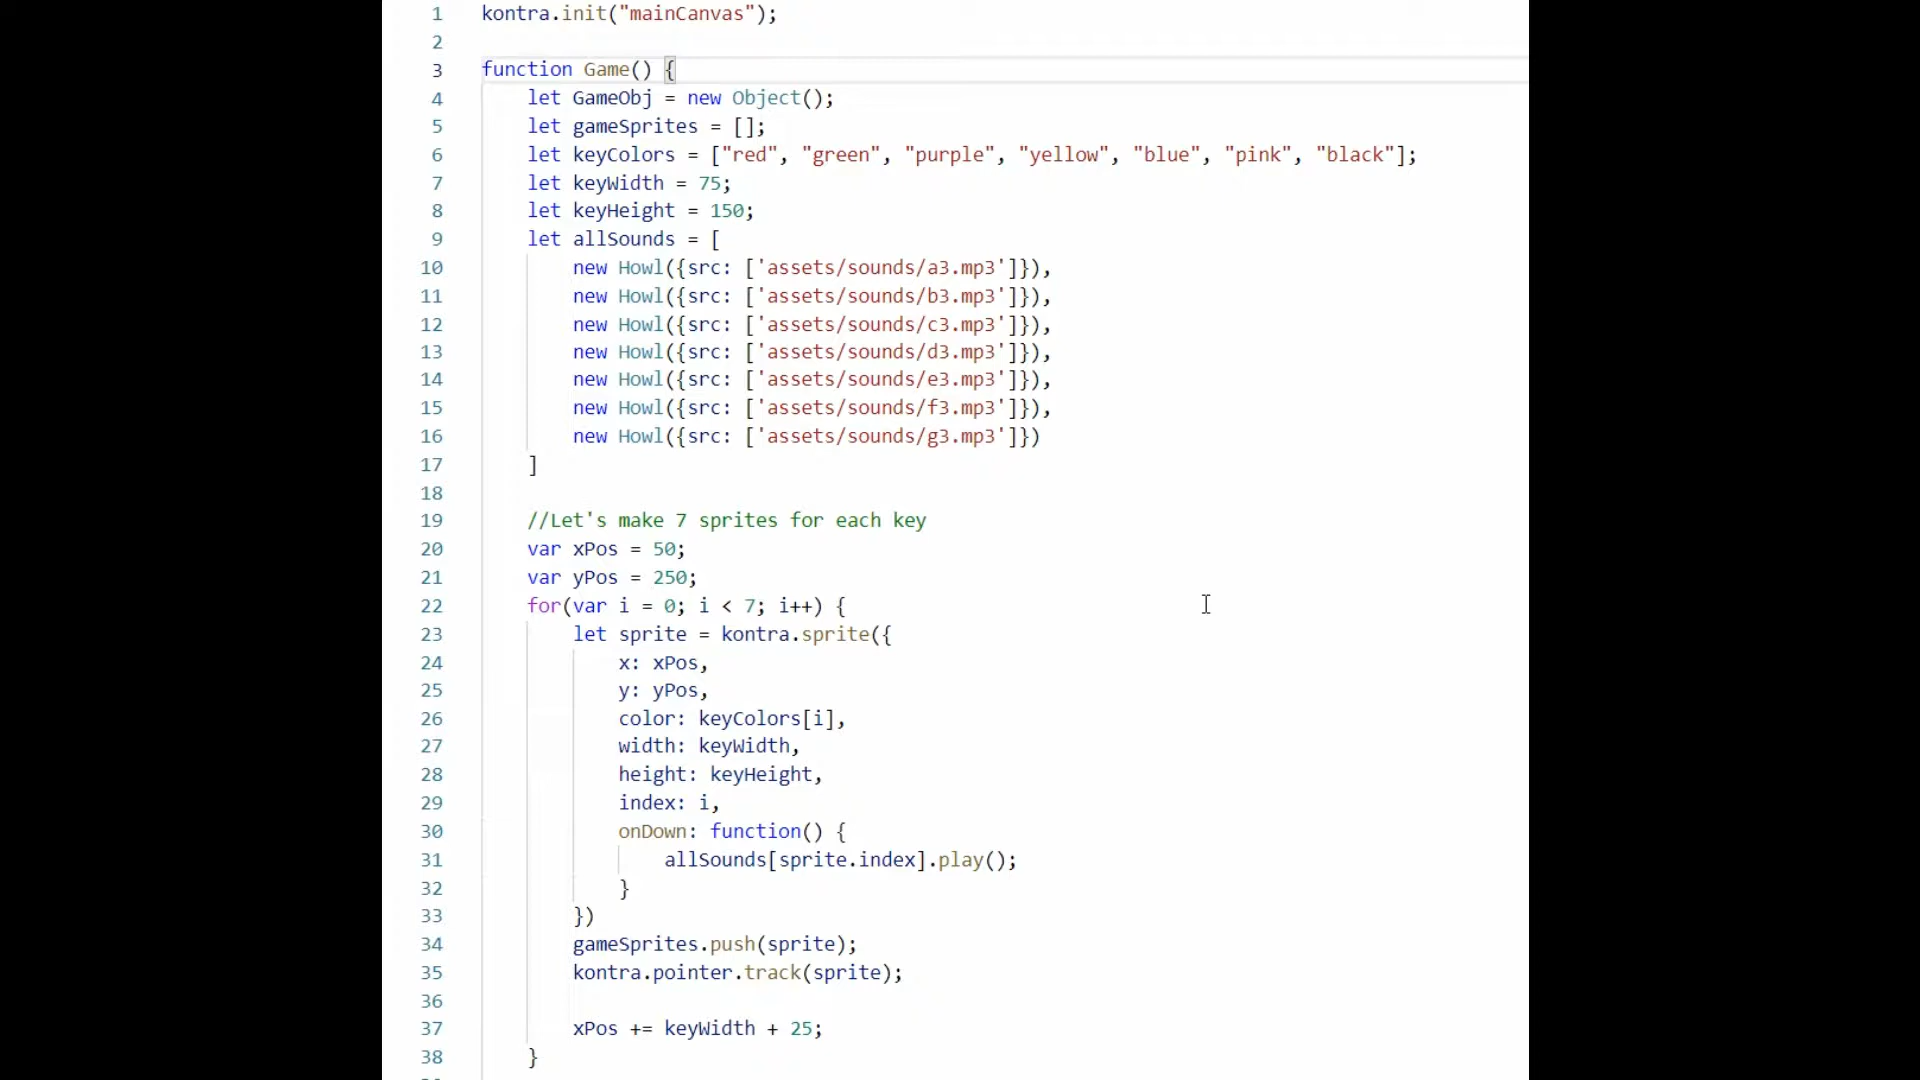 1 kontra.init("mainCanvas");
2
3 function Game() {
4 let GameObj = new Object();
5 let gameSprites = [];
6 let keyColors = ["red", "green", "purple", "yellow", "blue", "pink", "black"];
7 let keyWidth = 75;
8 let keyHeight = 150;
9 let allSounds = [
10 new Howl({src: ['assets/sounds/a3.mp3']}),
11 new Howl({src: ['assets/sounds/b3.mp3']}),
12 new Howl({src: ['assets/sounds/c3.mp3']}),
13 new Howl({src: ['assets/sounds/d3.mp3']}),
14 new Howl({src: ['assets/sounds/e3.mp3']}),
15 new Howl({src: ['assets/sounds/f3.mp3']}),
16 new Howl({src: ['assets/sounds/g3.mp3']})
17 ]
18
19 //Let's make 7 sprites for each key
20 var xPos = 50;
21 var yPos = 250;
22 for(var i = 0; i < 7; i++) {
23 let sprite = kontra.sprite({
24 x: xPos,
25 y: yPos,
26 color: keyColors[i],
27 width: keyWidth,
28 height: keyHeight,
29 index: i,
30 onDown: function() {
31 allSounds[sprite.index].play();
32 }
33 })
34 gameSprites.push(sprite);
35 kontra.pointer.track(sprite);
36
37 xPos += keyWidth + 25;
38 }